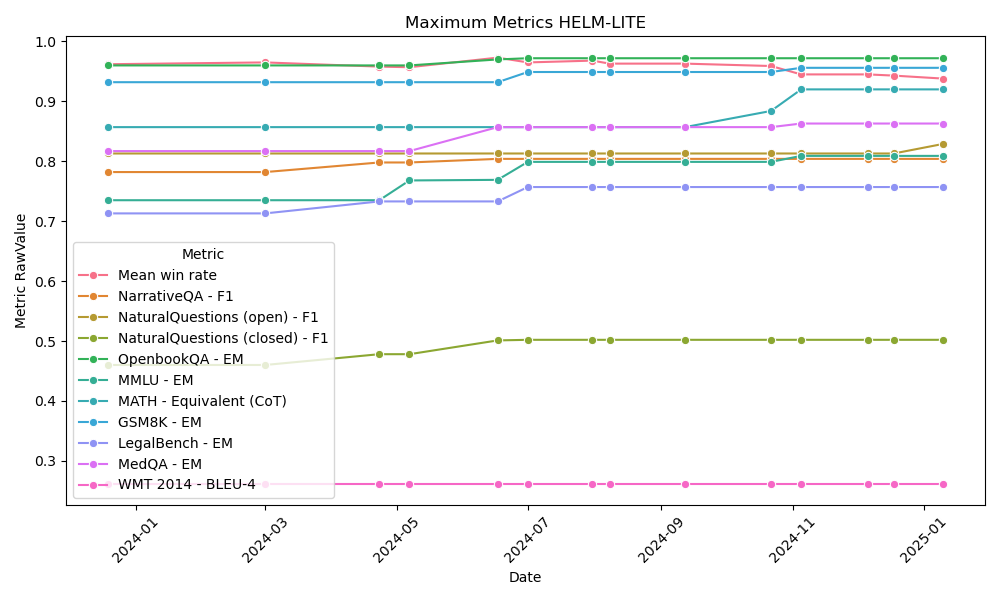 Maximum Metrics HELM-LITE
Metric RawValue
1.0
0.9
0.8
0.7
0.6
0.5
0.4
0.3
Metric
Mean win rate
NarrativeQA - F1
NaturalQuestions (open) - F1
NaturalQuestions (closed) - F1
OpenbookQA - EM
MMLU - EM
MATH - Equivalent (CoT)
GSM8K - EM
LegalBench - EM
MedQA - EM
WMT 2014 - BLEU-4
2024-01
2024-03
2024-05
2024-07
2024-09
2024-11
2025-01
Date